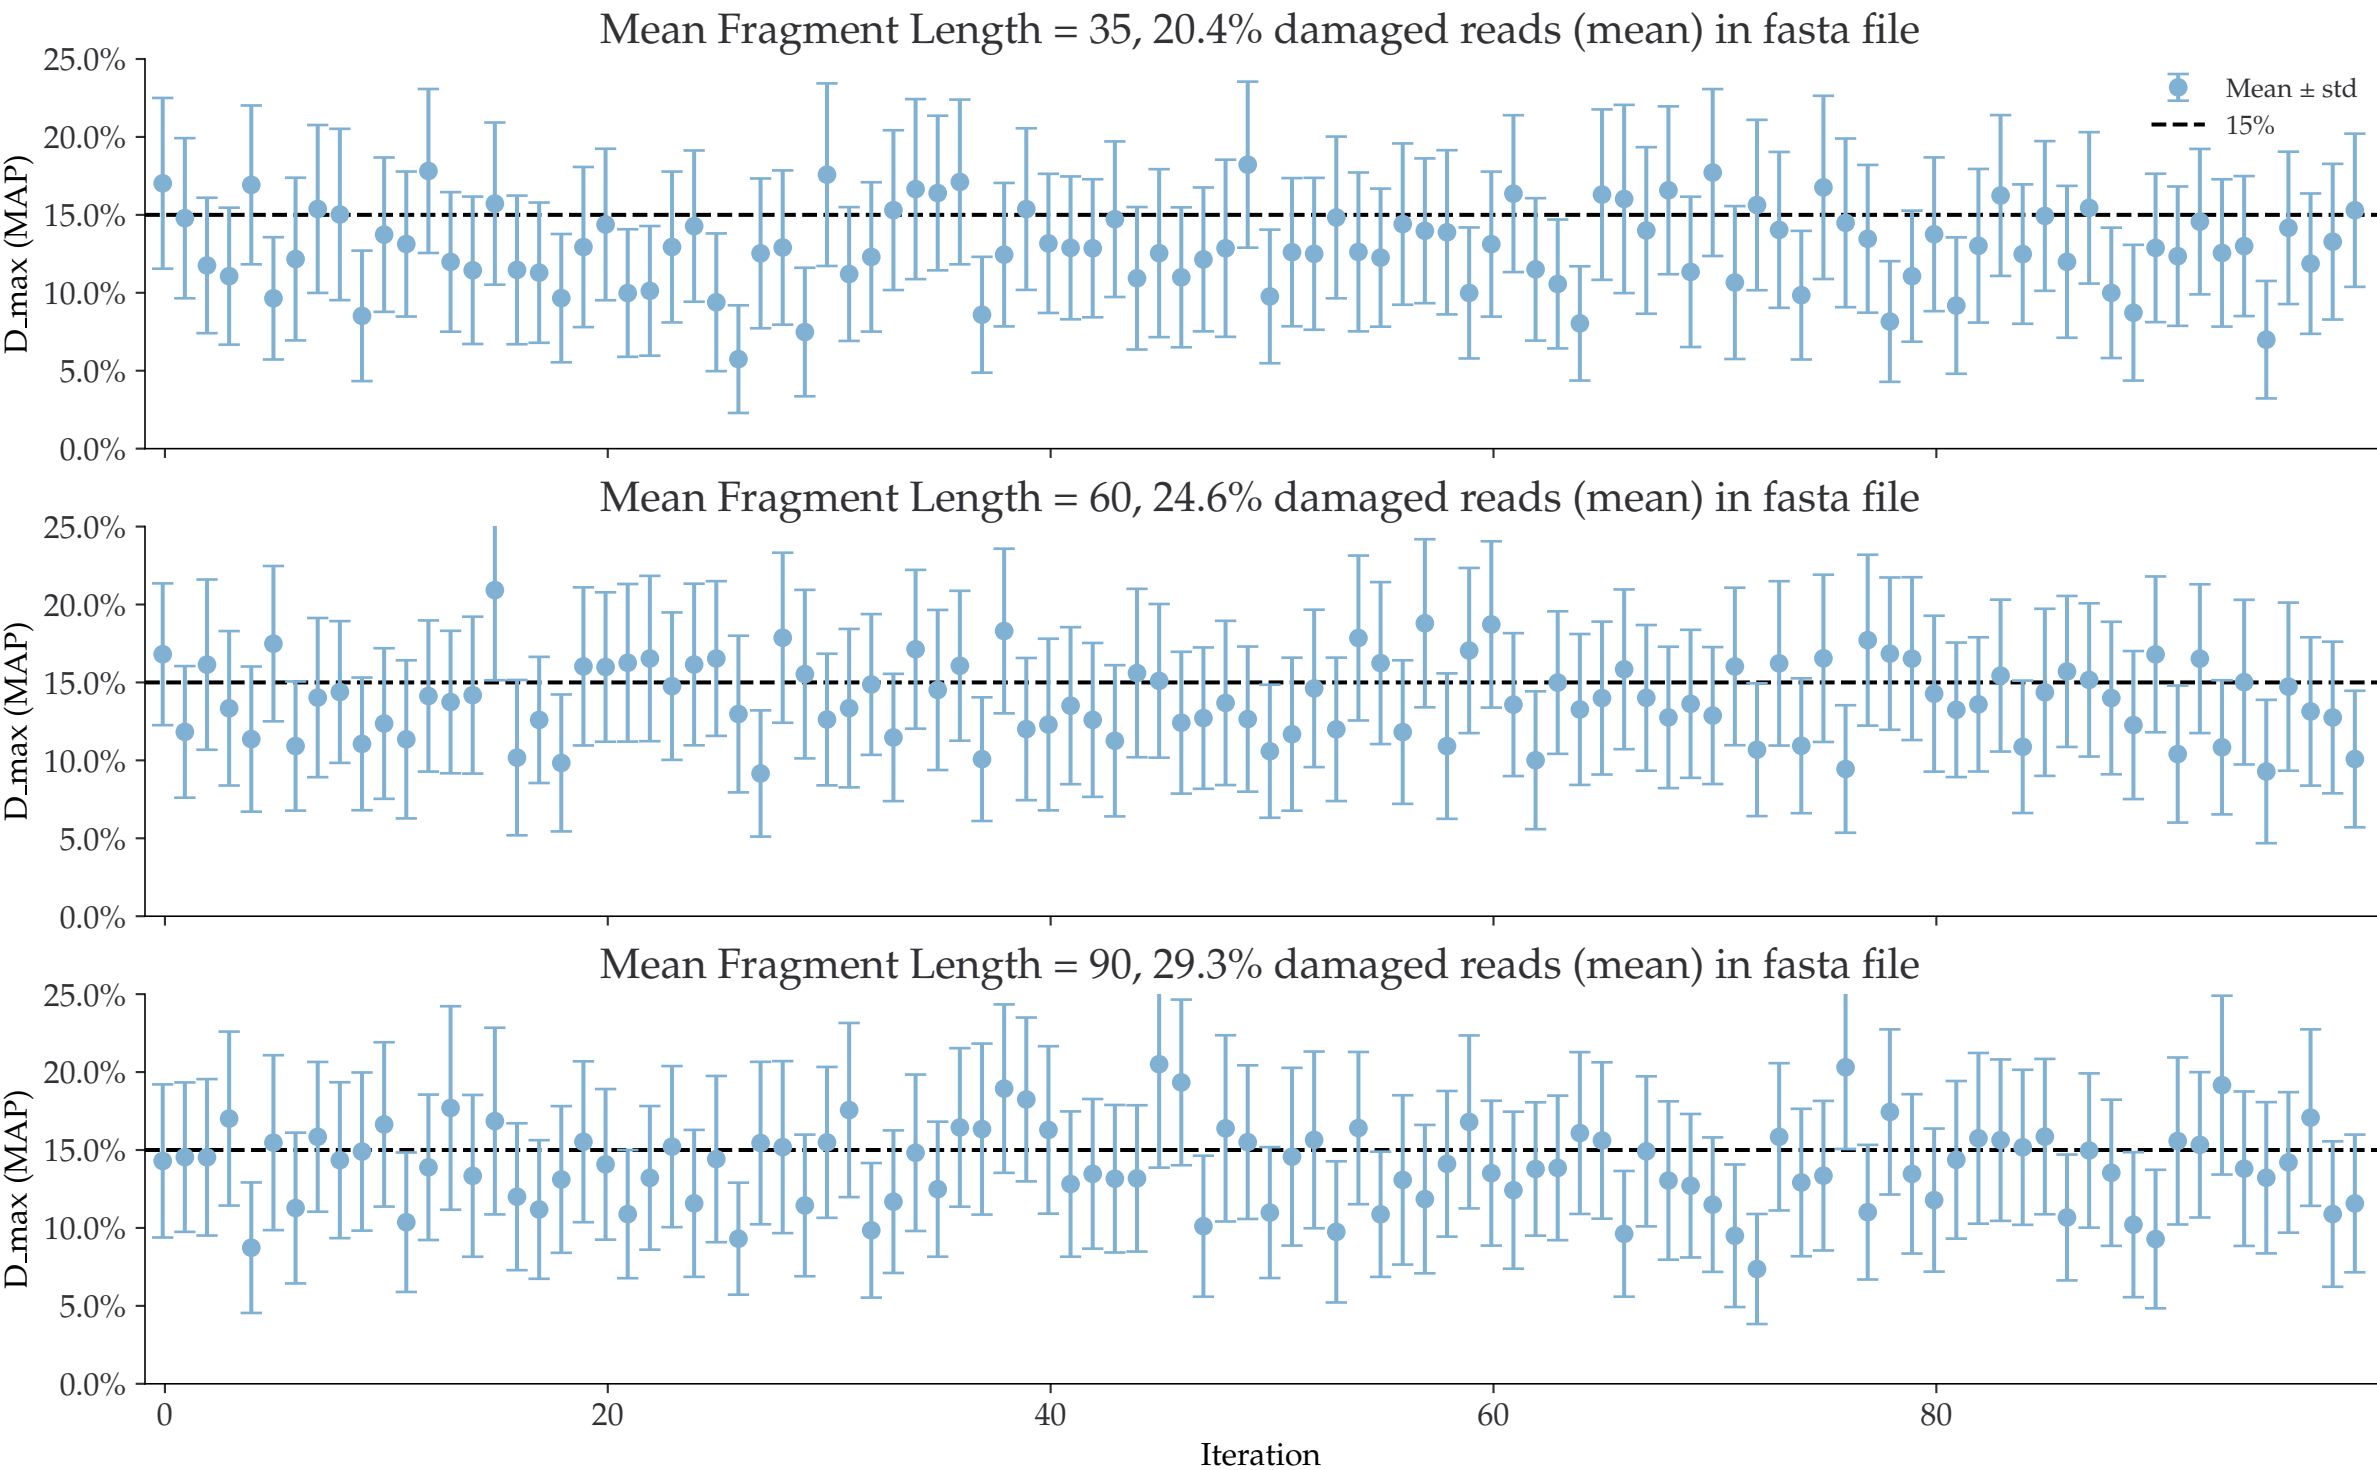 Mean Fragment Length = 35, 20.4% damaged reads (mean) in fasta file
25.0%
20.0%
15.0%
10.0%
5.0%
0.0%
D_max (MAP)
Mean ± std
15%
Mean Fragment Length = 60, 24.6% damaged reads (mean) in fasta file
25.0%
20.0%
15.0%
10.0%
5.0%
0.0%
D_max (MAP)
Mean Fragment Length = 90, 29.3% damaged reads (mean) in fasta file
25.0%
20.0%
15.0%
10.0%
5.0%
0.0%
D_max (MAP)
0 20 40 60 80
Iteration